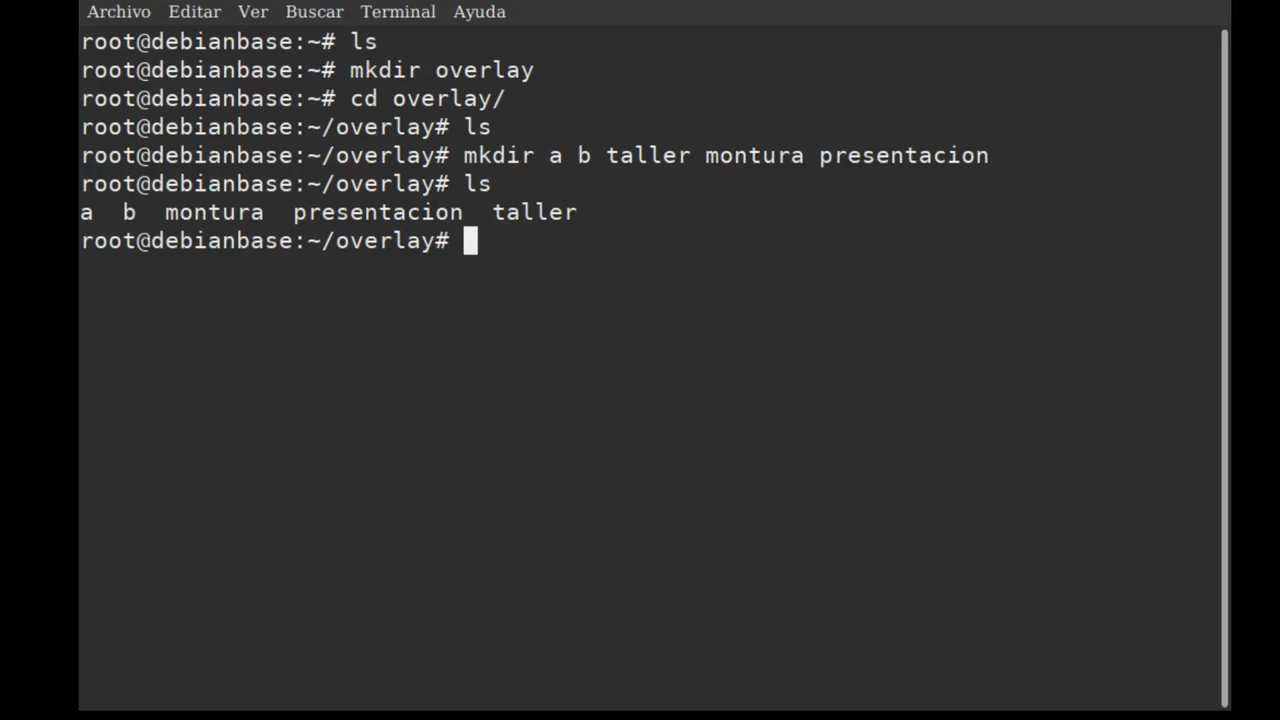 Archivo Editar Ver Buscar Terminal Ayuda
root@debianbase:~# ls
root@debianbase:~# mkdir overlay
root@debianbase:~# cd overlay/
root@debianbase:~/overlay# ls
root@debianbase:~/overlay# mkdir a b taller montura presentacion
root@debianbase:~/overlay# ls
a  b  montura  presentacion  taller
root@debianbase:~/overlay#